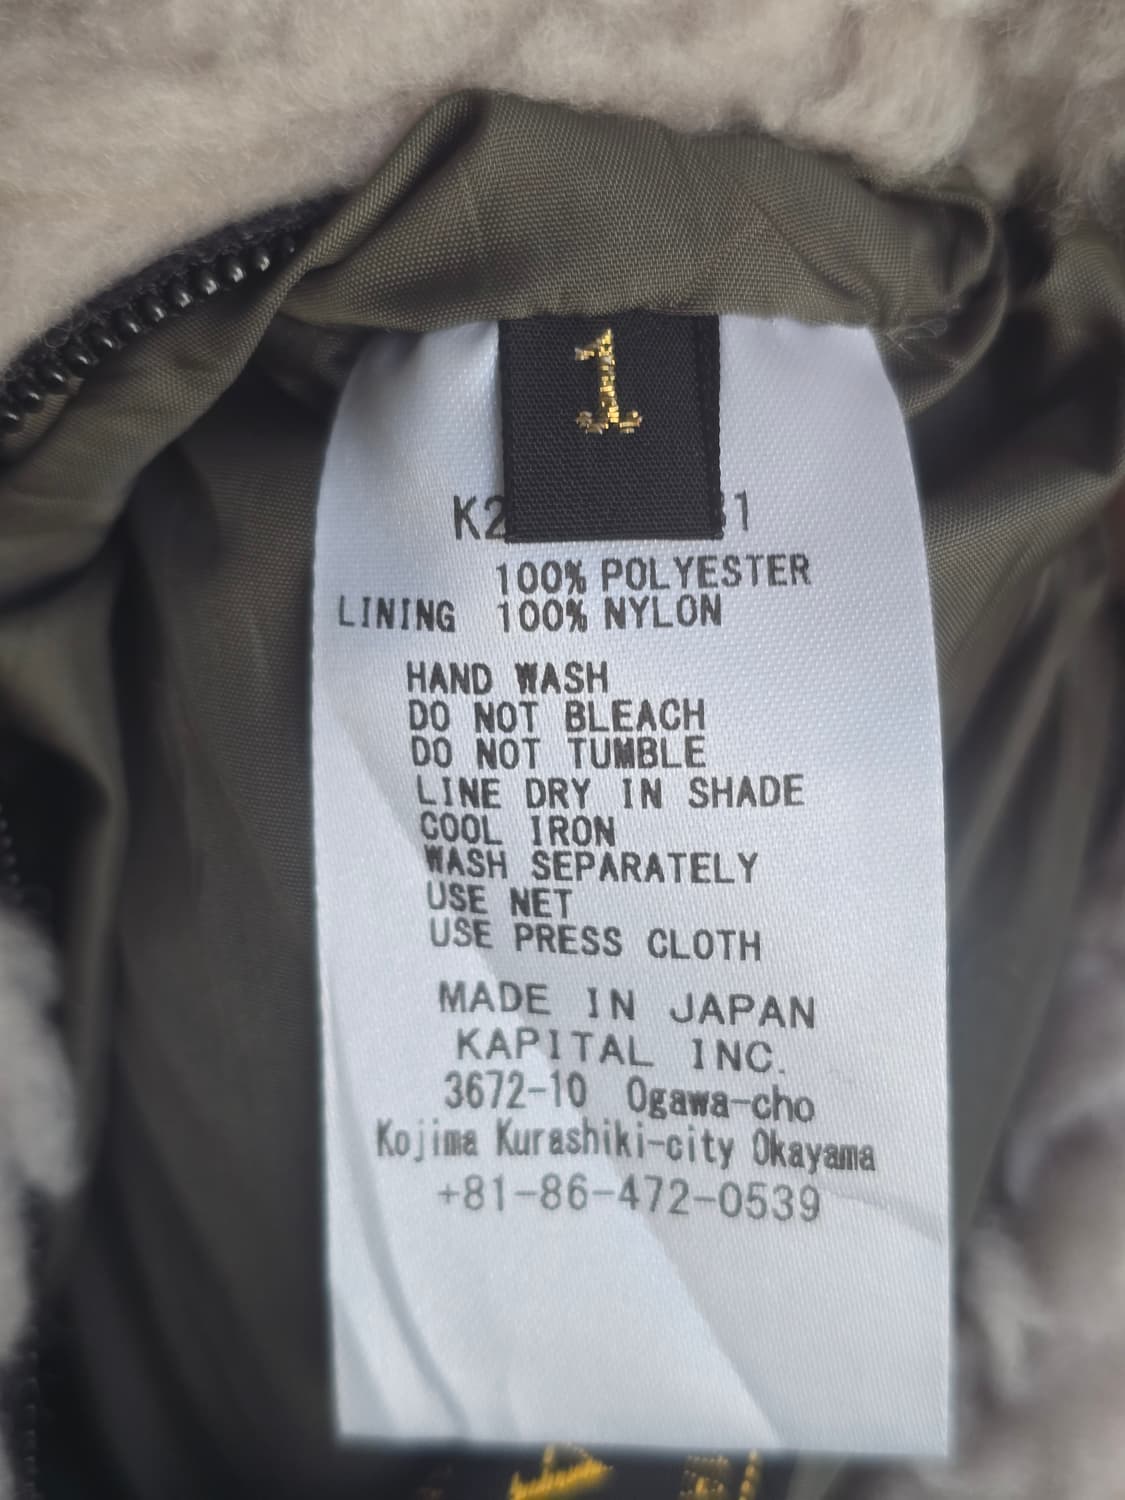 1
K2 31
100% POLYESTER
LINING 100% NYLON
HAND WASH
DO NOT BLEACH
DO NOT TUMBLE
LINE DRY IN SHADE
COOL IRON
WASH SEPARATELY
USE NET
USE PRESS CLOTH
MADE IN JAPAN
KAPITAL INC.
3672-10 Ogawa-cho
Kojima Kurashiki-city Okayama
+81-86-472-0539